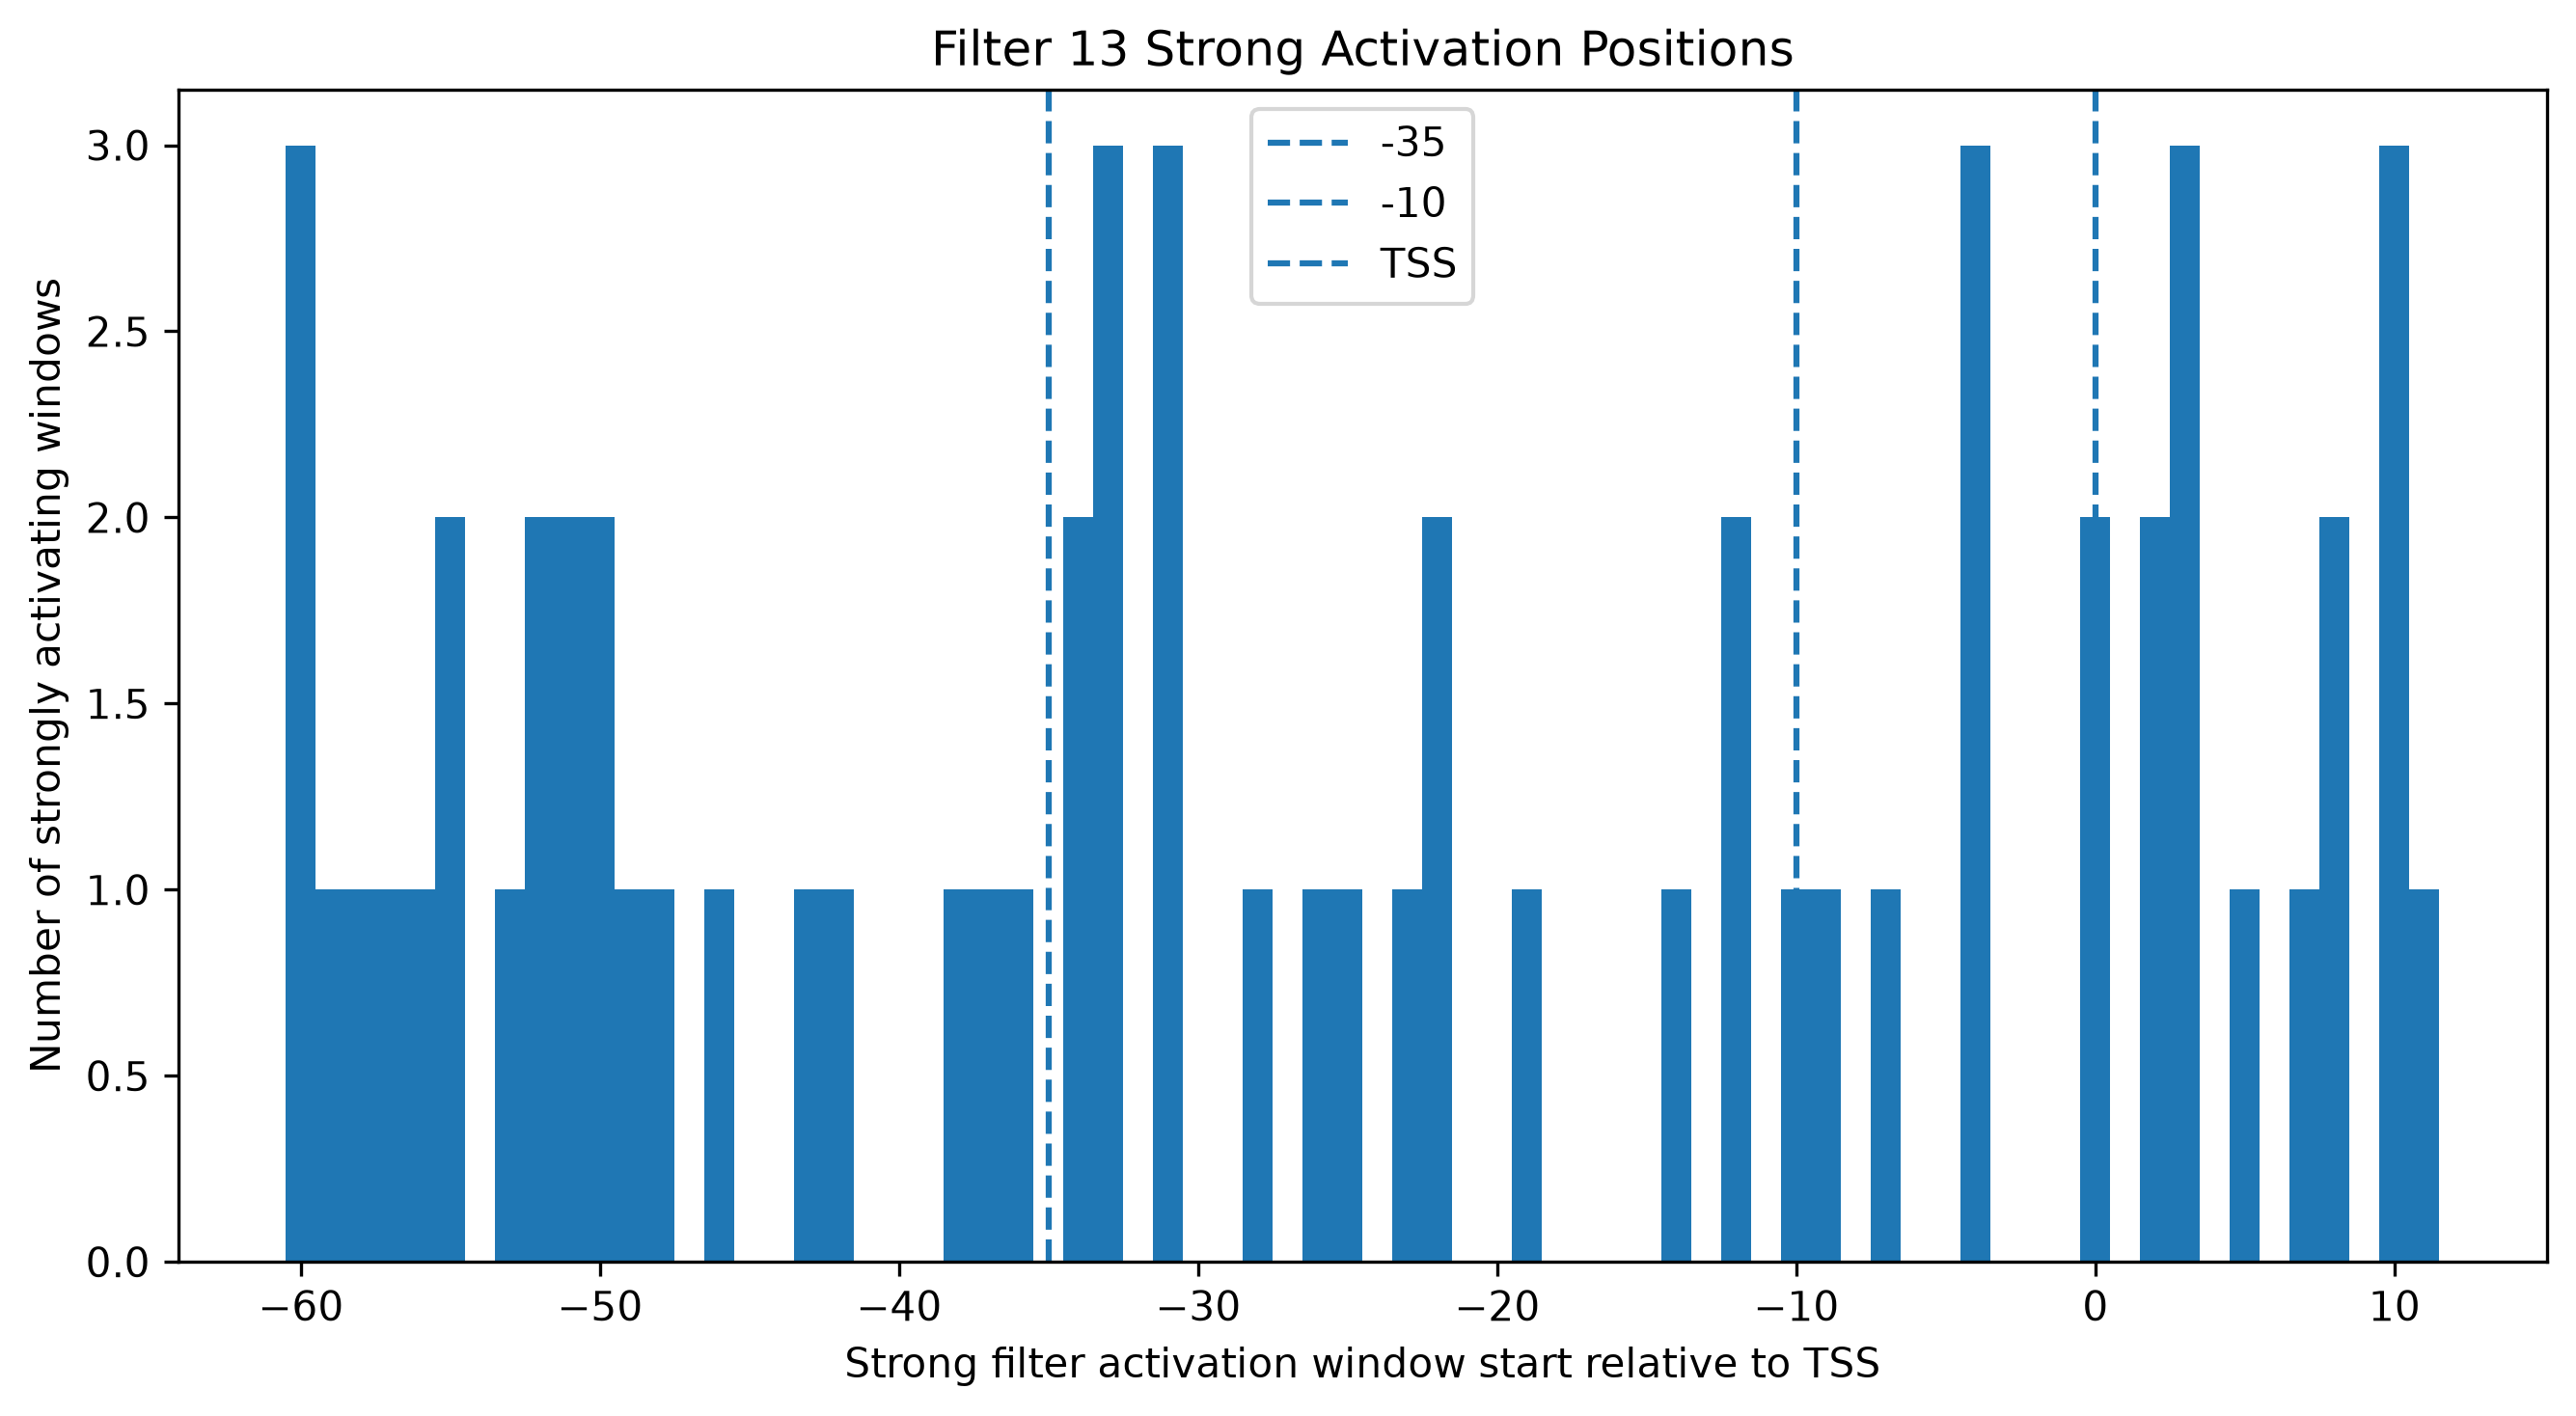 Filter 13 Strong Activation Positions
-35
-10
TSS
3.0
2.5
2.0
1.5
1.0
0.5
0.0
Number of strongly activating windows
−60 −50 −40 −30 −20 −10 0 10
Strong filter activation window start relative to TSS